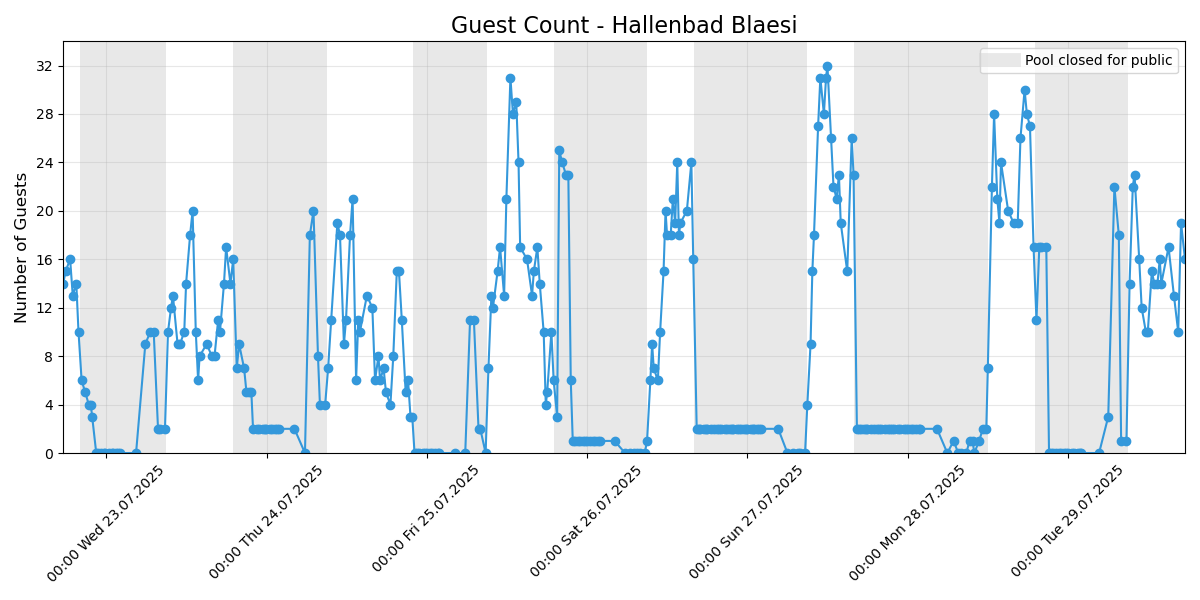 Guest Count - Hallenbad Blaesi
Pool closed for public
Number of Guests
32
28
24
20
16
12
8
4
0
00:00 Wed 23.07.2025
00:00 Thu 24.07.2025
00:00 Fri 25.07.2025
00:00 Sat 26.07.2025
00:00 Sun 27.07.2025
00:00 Mon 28.07.2025
00:00 Tue 29.07.2025